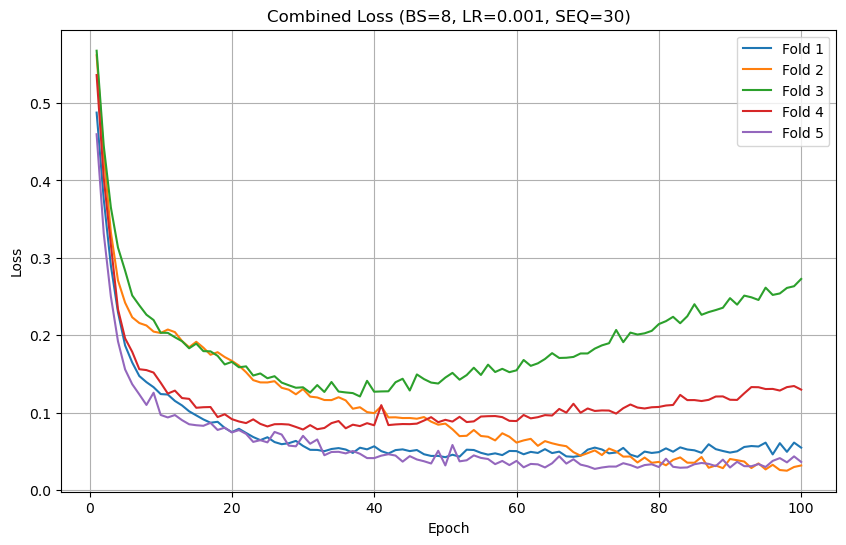 Combined Loss (BS=8, LR=0.001, SEQ=30)
Fold 1
Fold 2
Fold 3
Fold 4
Fold 5
Loss
0.5
0.4
0.3
0.2
0.1
0.0
0 20 40 60 80 100
Epoch